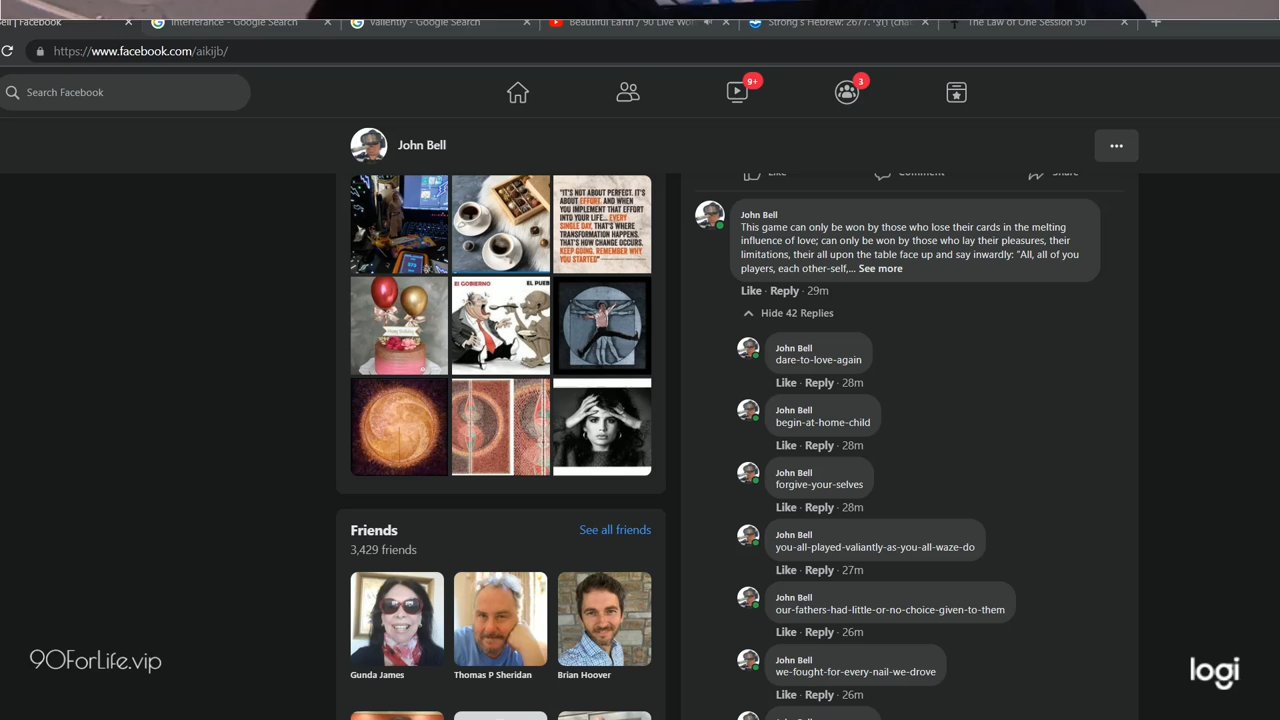 ell | Facebook
Interferance - Google Search
Valiently - Google Search
Beautiful Earth / 90 Live Wo
Strong's Hebrew: 2677. חֲצִי (cha
The Law of One Session 50
https://www.facebook.com/aikijb/
Search Facebook
9+
3
John Bell
Like
Comment
Share
"IT'S NOT ABOUT PERFECT. IT'S
ABOUT EFFORT. AND WHEN
YOU IMPLEMENT THAT EFFORT
INTO YOUR LIFE... EVERY
SINGLE DAY, THAT'S WHERE
TRANSFORMATION HAPPENS.
THAT'S HOW CHANGE OCCURS.
KEEP GOING. REMEMBER WHY
YOU STARTED"
EL GOBIERNO
EL PUEB
Friends
See all friends
3,429 friends
Gunda James
Thomas P Sheridan
Brian Hoover
John Bell
This game can only be won by those who lose their cards in the melting
influence of love; can only be won by those who lay their pleasures, their
limitations, their all upon the table face up and say inwardly: "All, all of you
players, each other-self,... See more
Like · Reply · 29m
Hide 42 Replies
John Bell
dare-to-love-again
Like · Reply · 28m
John Bell
begin-at-home-child
Like · Reply · 28m
John Bell
forgive-your-selves
Like · Reply · 28m
John Bell
you-all-played-valiantly-as-you-all-waze-do
Like · Reply · 27m
John Bell
our-fathers-had-little-or-no-choice-given-to-them
Like · Reply · 26m
John Bell
we-fought-for-every-nail-we-drove
Like · Reply · 26m
90ForLife.vip
logi